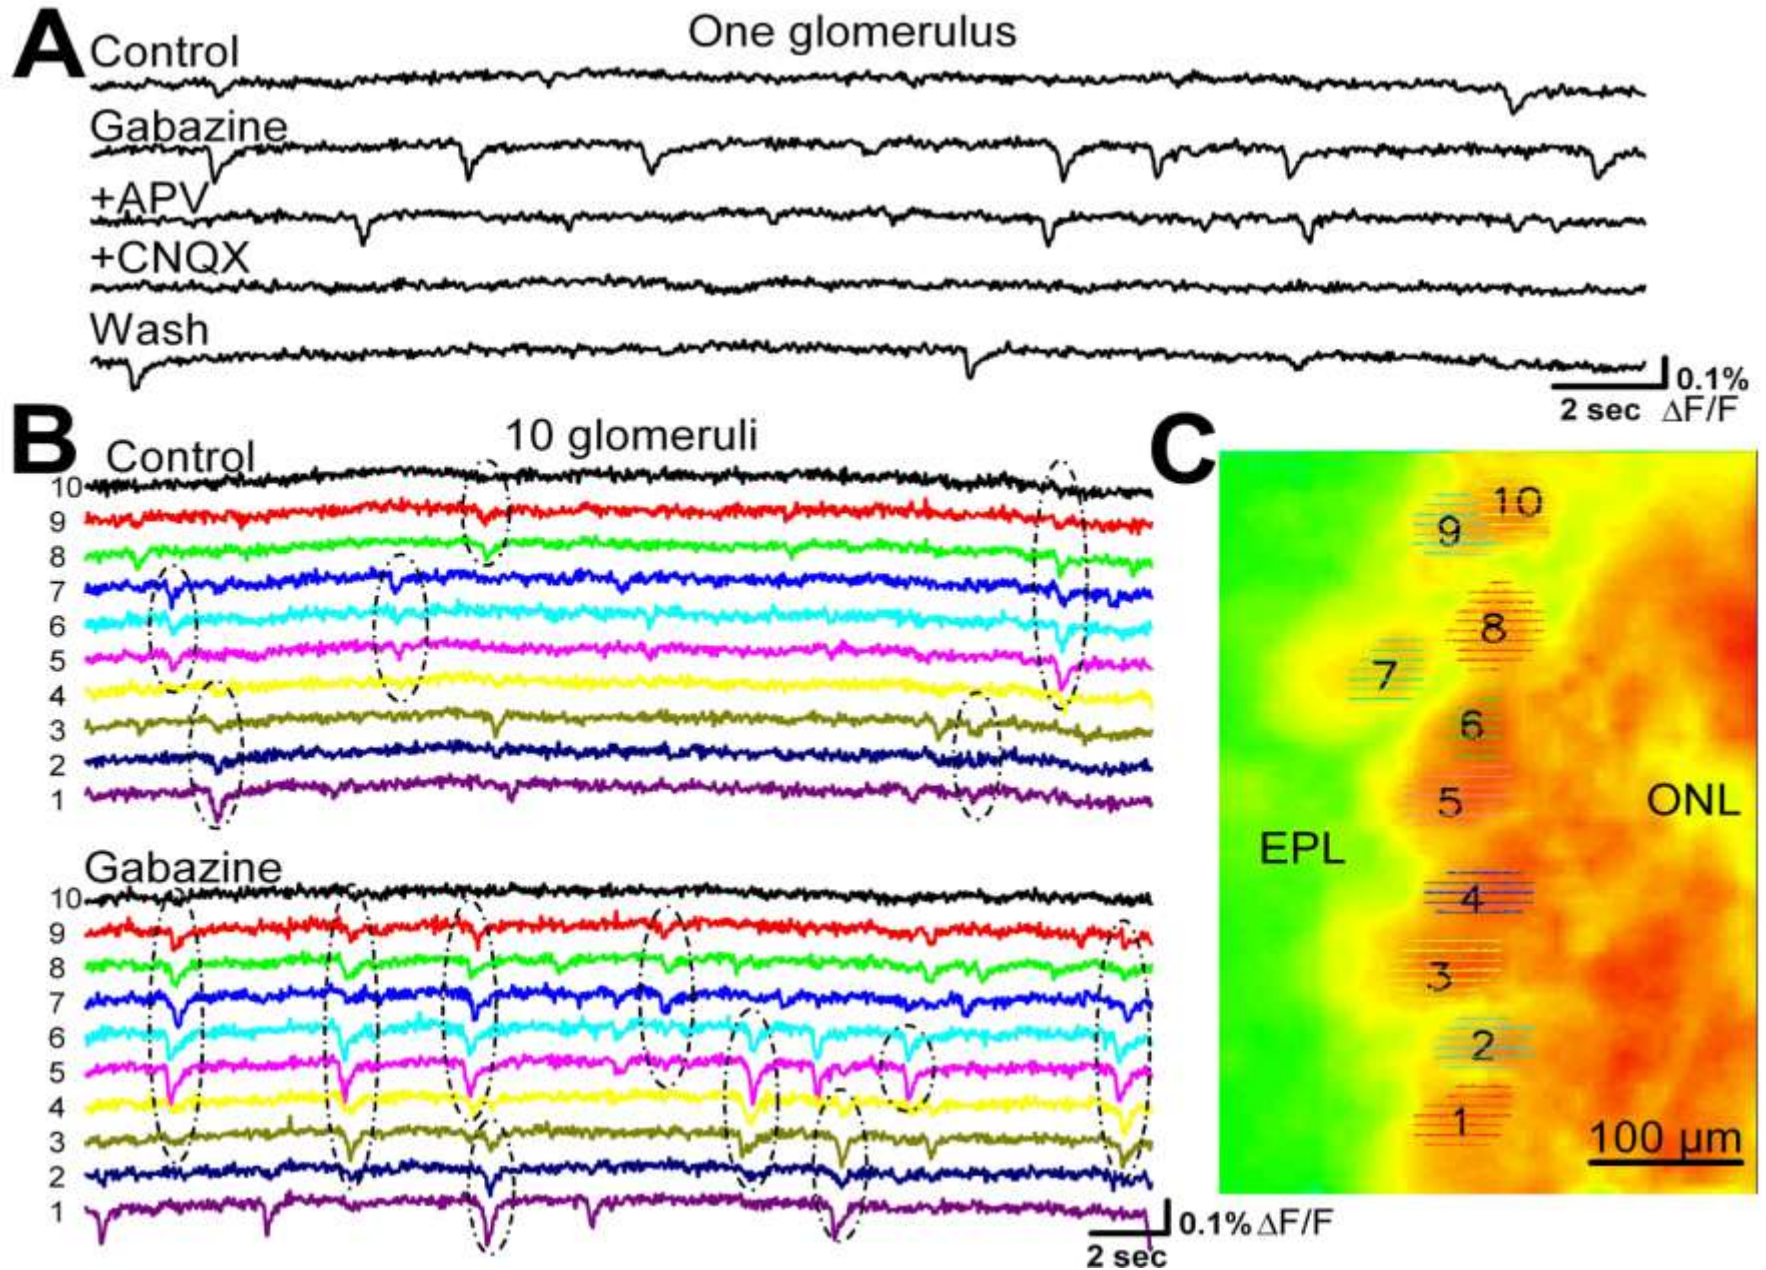 A
One glomerulus
Control
Gabazine
+APV
+CNQX
Wash
0.1%
2 sec ΔF/F
B
10 glomeruli
Control
10
9
8
7
6
5
4
3
2
1
Gabazine
10
9
8
7
6
5
4
3
2
1
0.1% ΔF/F
2 sec
C
10
9
8
7
6
5
ONL
EPL
4
3
2
1
100 µm